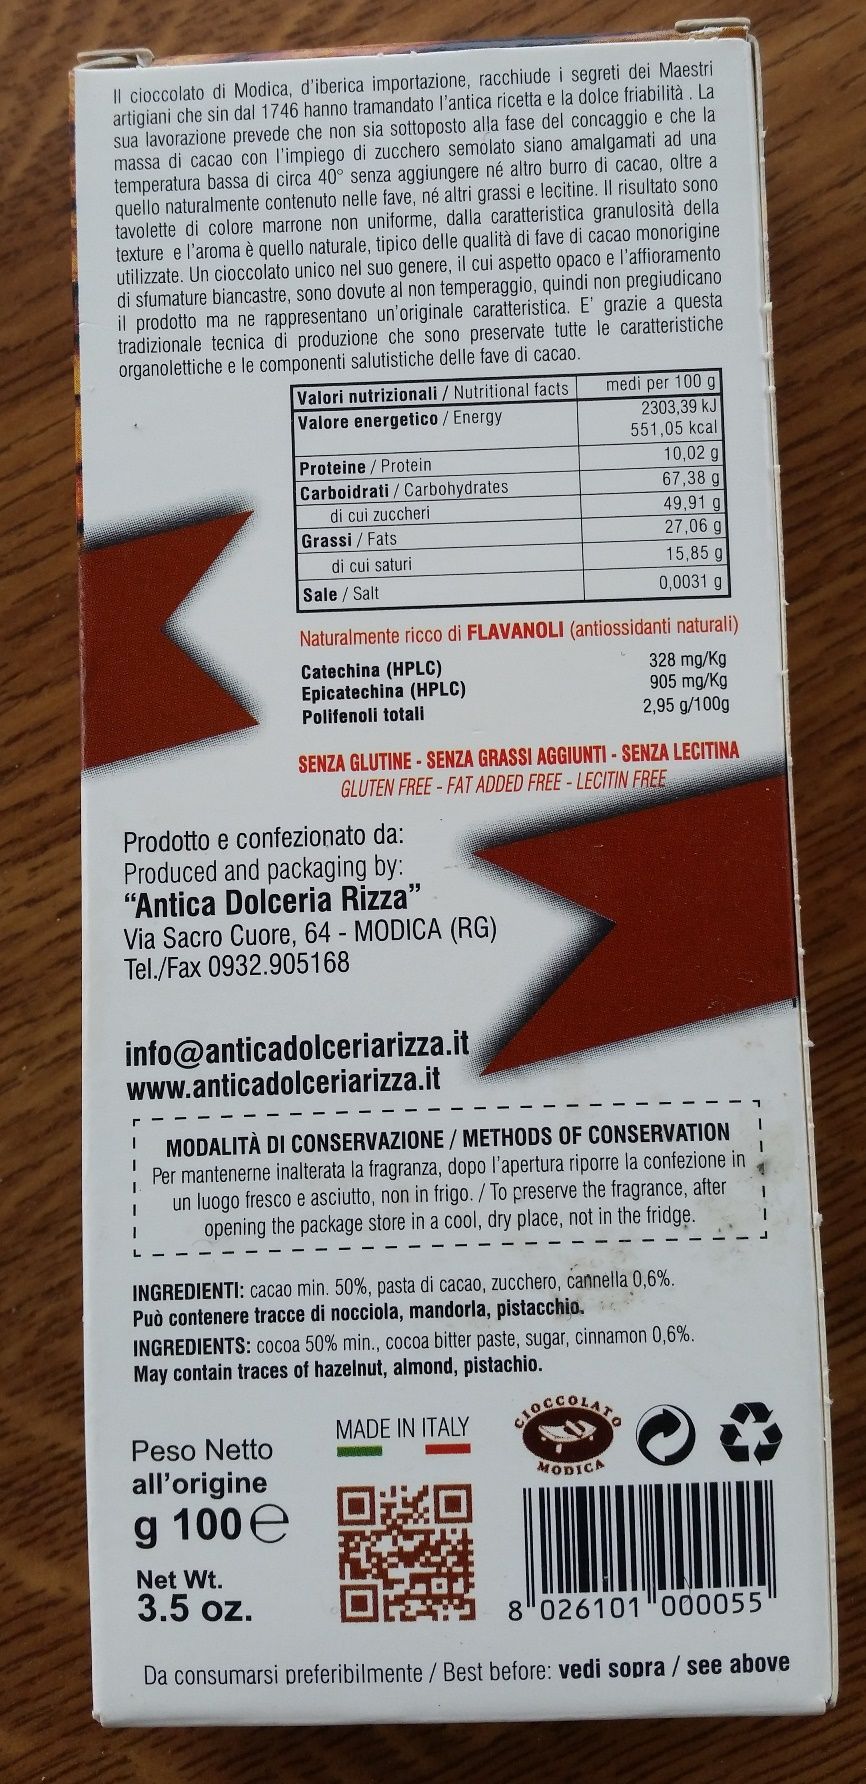 Il cioccolato di Modica, d'iberica importazione, racchiude i segreti dei Maestri
artigiani che sin dal 1746 hanno tramandato l'antica ricetta e la dolce friabilità . La
sua lavorazione prevede che non sia sottoposto alla fase del concaggio e che la
massa di cacao con l'impiego di zucchero semolato siano amalgamati ad una
temperatura bassa di circa 40° senza aggiungere né altro burro di cacao, oltre a
quello naturalmente contenuto nelle fave, né altri grassi e lecitine. Il risultato sono
tavolette di colore marrone non uniforme, dalla caratteristica granulosità della
texture e l'aroma è quello naturale, tipico delle qualità di fave di cacao monorigine
utilizzate. Un cioccolato unico nel suo genere, il cui aspetto opaco e l'affioramento
di sfumature biancastre, sono dovute al non temperaggio, quindi non pregiudicano
il prodotto ma ne rappresentano un'originale caratteristica. E' grazie a questa
tradizionale tecnica di produzione che sono preservate tutte le caratteristiche
organolettiche e le componenti salutistiche delle fave di cacao.
Valori nutrizionali / Nutritional facts medi per 100 g
Valore energetico / Energy 2303,39 kJ
551,05 kcal
Proteine / Protein 10,02 g
Carboidrati / Carbohydrates 67,38 g
di cui zuccheri 49,91 g
Grassi / Fats 27,06 g
di cui saturi 15,85 g
Sale / Salt 0,0031 g
Naturalmente ricco di FLAVANOLI (antiossidanti naturali)
Catechina (HPLC) 328 mg/Kg
Epicatechina (HPLC) 905 mg/Kg
Polifenoli totali 2,95 g/100g
SENZA GLUTINE - SENZA GRASSI AGGIUNTI - SENZA LECITINA
GLUTEN FREE - FAT ADDED FREE - LECITIN FREE
Prodotto e confezionato da:
Produced and packaging by:
"Antica Dolceria Rizza"
Via Sacro Cuore, 64 - MODICA (RG)
Tel./Fax 0932.905168
info@anticadolceriarizza.it
www.anticadolceriarizza.it
MODALITÀ DI CONSERVAZIONE / METHODS OF CONSERVATION
Per mantenerne inalterata la fragranza, dopo l'apertura riporre la confezione in
un luogo fresco e asciutto, non in frigo. / To preserve the fragrance, after
opening the package store in a cool, dry place, not in the fridge.
INGREDIENTI: cacao min. 50%, pasta di cacao, zucchero, cannella 0,6%.
Può contenere tracce di nocciola, mandorla, pistacchio.
INGREDIENTS: cocoa 50% min., cocoa bitter paste, sugar, cinnamon 0,6%.
May contain traces of hazelnut, almond, pistachio.
Peso Netto
all'origine
g 100 e
Net Wt.
3.5 oz.
MADE IN ITALY
CIOCCOLATO
MODICA
8 026101 000055
Da consumarsi preferibilmente / Best before: vedi sopra / see above